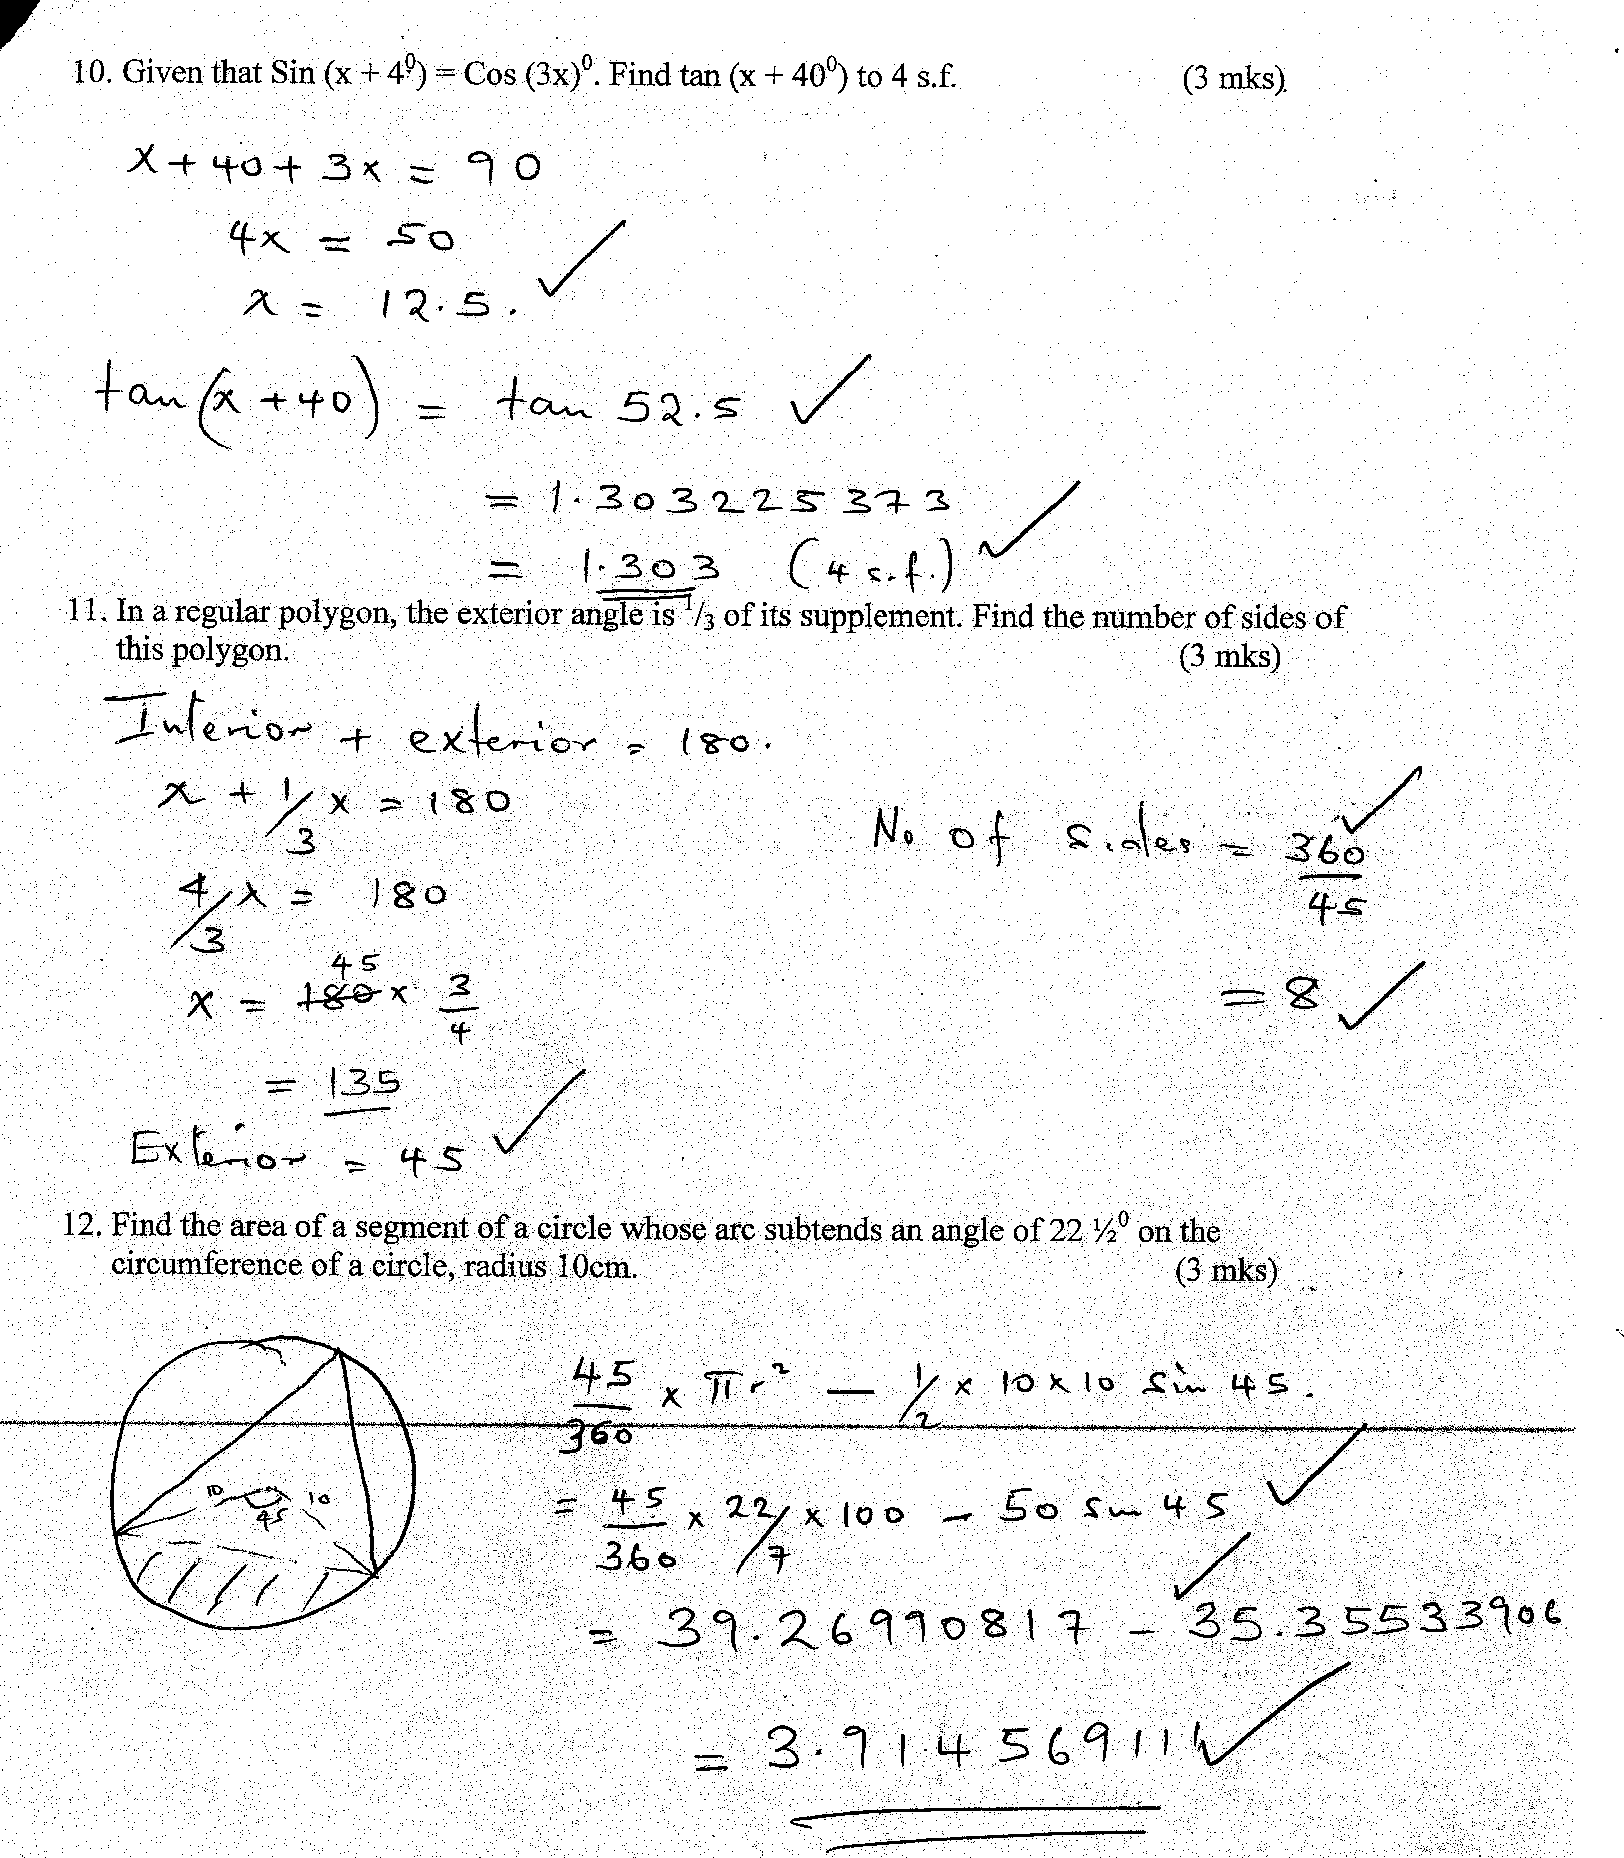 10. Given that Sin (x + 4⁰) = Cos (3x)⁰. Find tan (x + 40⁰) to 4 s.f. (3 mks)
x + 40 + 3x = 90
4x = 50 ✓
x = 12.5.
tan (x + 40) = tan 52.5 ✓
= 1.303225373
= 1.303 (4 s.f.) ✓
11. In a regular polygon, the exterior angle is 1/3 of its supplement. Find the number of sides of
this polygon. (3 mks)
Interior + exterior = 180.
x + 1/3 x = 180
4/3 x = 180
45
x = 180 x 3/4
= 135
Exterior = 45 ✓
No of sides = 360/45 ✓
= 8 ✓
12. Find the area of a segment of a circle whose arc subtends an angle of 22 ½⁰ on the
circumference of a circle, radius 10cm. (3 mks)
10 45 10
45/360 x πr² – 1/2 x 10 x 10 Sin 45.
= 45/360 x 22/7 x 100 – 50 Sin 45 ✓
= 39.26990817 – 35.35533906 ✓
= 3.914569111 ✓